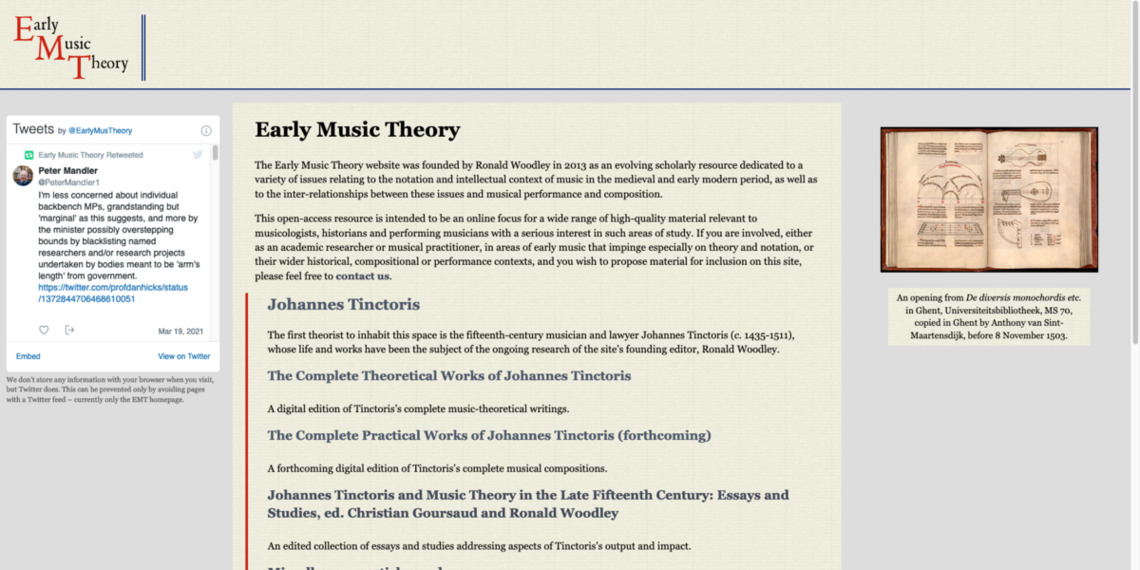 Early
Music
Theory
Tweets by @EarlyMusTheory
Early Music Theory Retweeted
Peter Mandler
@PeterMandler1
I'm less concerned about individual
backbench MPs, grandstanding but
'marginal' as this suggests, and more by
the minister possibly overstepping
bounds by blacklisting named
researchers and/or research projects
undertaken by bodies meant to be 'arm's
length' from government.
https://twitter.com/profdanhicks/status
/1372844706468610051
Mar 19, 2021
Embed
View on Twitter
We don't store any information with your browser when you visit,
but Twitter does. This can be prevented only by avoiding pages
with a Twitter feed – currently only the EMT homepage.
Early Music Theory
The Early Music Theory website was founded by Ronald Woodley in 2013 as an evolving scholarly resource dedicated to a
variety of issues relating to the notation and intellectual context of music in the medieval and early modern period, as well as
to the inter-relationships between these issues and musical performance and composition.
This open-access resource is intended to be an online focus for a wide range of high-quality material relevant to
musicologists, historians and performing musicians with a serious interest in such areas of study. If you are involved, either
as an academic researcher or musical practitioner, in areas of early music that impinge especially on theory and notation, or
their wider historical, compositional or performance contexts, and you wish to propose material for inclusion on this site,
please feel free to contact us.
Johannes Tinctoris
The first theorist to inhabit this space is the fifteenth-century musician and lawyer Johannes Tinctoris (c. 1435-1511),
whose life and works have been the subject of the ongoing research of the site's founding editor, Ronald Woodley.
The Complete Theoretical Works of Johannes Tinctoris
A digital edition of Tinctoris's complete music-theoretical writings.
The Complete Practical Works of Johannes Tinctoris (forthcoming)
A forthcoming digital edition of Tinctoris's complete musical compositions.
Johannes Tinctoris and Music Theory in the Late Fifteenth Century: Essays and
Studies, ed. Christian Goursaud and Ronald Woodley
An edited collection of essays and studies addressing aspects of Tinctoris's output and impact.
An opening from De diversis monochordis etc.
in Ghent, Universiteitsbibliotheek, MS 70,
copied in Ghent by Anthony van Sint-
Maartensdijk, before 8 November 1503.